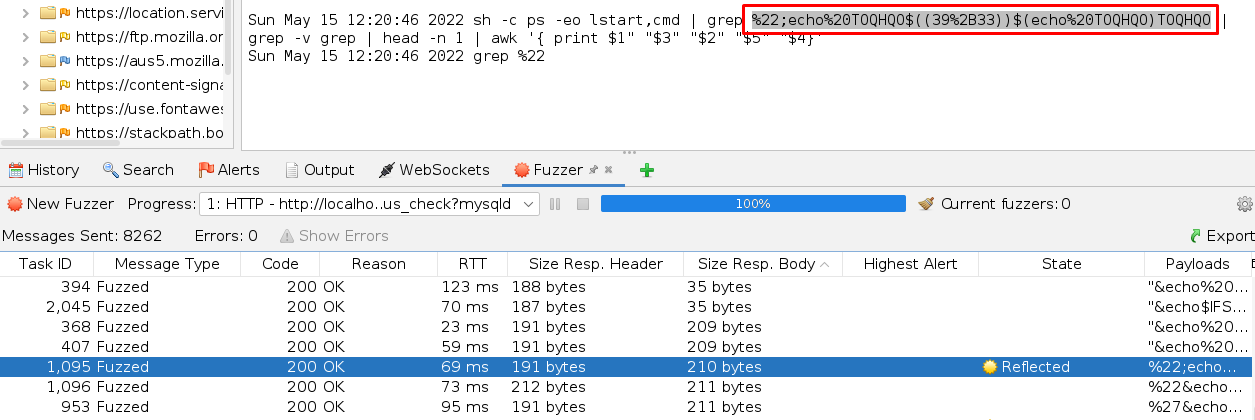 https://location.servi
https://ftp.mozilla.or
https://aus5.mozilla.
https://content-signa
https://use.fontawes
https://stackpath.bo
Sun May 15 12:20:46 2022 sh -c ps -eo lstart,cmd | grep %22;echo%20TOQHQO$((39%2B33))$(echo%20TOQHQO)TOQHQO |
grep -v grep | head -n 1 | awk '{ print $1" "$3" "$2" "$5" "$4}'
Sun May 15 12:20:46 2022 grep %22
History Search Alerts Output WebSockets Fuzzer
New Fuzzer Progress: 1: HTTP - http://localho..us_check?mysqld 100% Current fuzzers: 0
Messages Sent: 8262 Errors: 0 Show Errors Export
Task ID Message Type Code Reason RTT Size Resp. Header Size Resp. Body Highest Alert State Payloads
394 Fuzzed 200 OK 123 ms 188 bytes 35 bytes "&echo%20...
2,045 Fuzzed 200 OK 70 ms 187 bytes 35 bytes "&echo$IFS...
368 Fuzzed 200 OK 23 ms 191 bytes 209 bytes "&echo%20...
407 Fuzzed 200 OK 59 ms 191 bytes 209 bytes "&echo%20...
1,095 Fuzzed 200 OK 69 ms 191 bytes 210 bytes Reflected %22;echo...
1,096 Fuzzed 200 OK 73 ms 212 bytes 211 bytes %22&echo...
953 Fuzzed 200 OK 95 ms 191 bytes 211 bytes %27&echo...